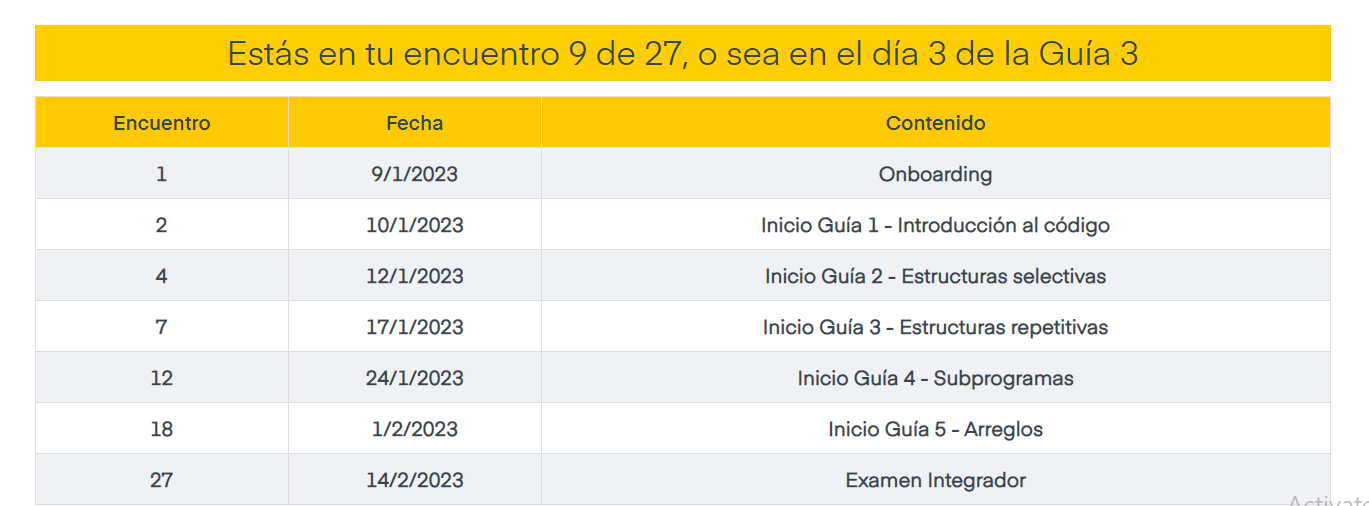 Estás en tu encuentro 9 de 27, o sea en el día 3 de la Guía 3
Encuentro Fecha Contenido
1 9/1/2023 Onboarding
2 10/1/2023 Inicio Guía 1 - Introducción al código
4 12/1/2023 Inicio Guía 2 - Estructuras selectivas
7 17/1/2023 Inicio Guía 3 - Estructuras repetitivas
12 24/1/2023 Inicio Guía 4 - Subprogramas
18 1/2/2023 Inicio Guía 5 - Arreglos
27 14/2/2023 Examen Integrador